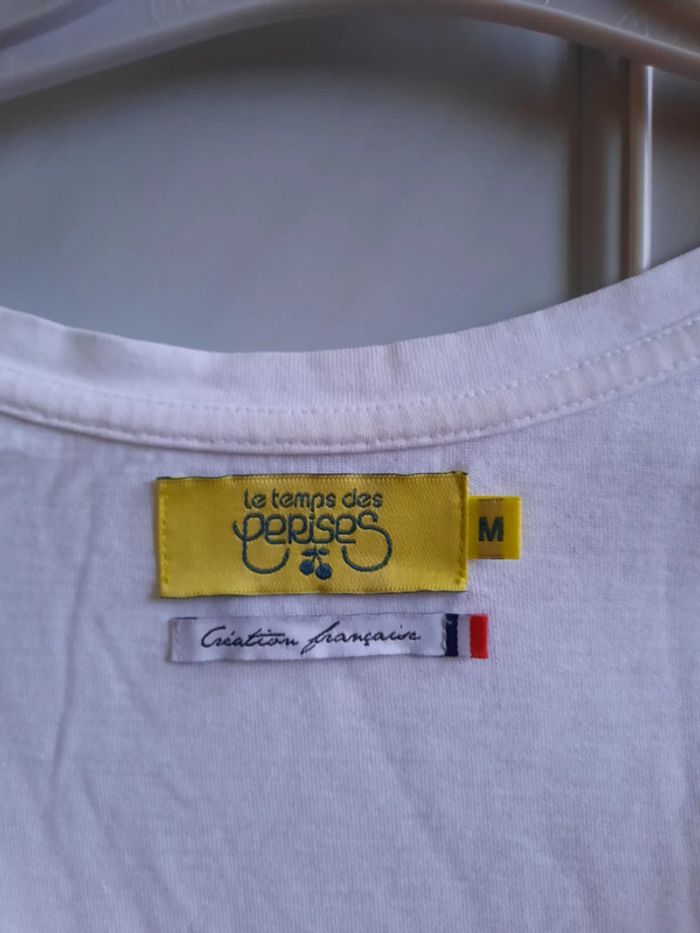 le temps des
cerises
M
Création française